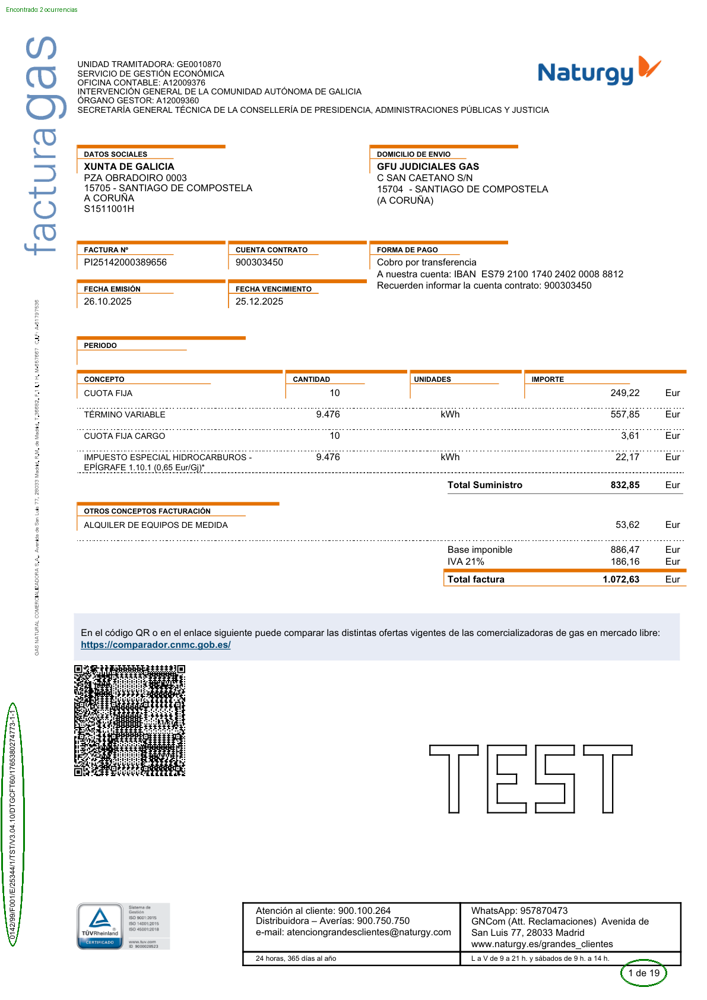 Encontrado: 2 ocurrencias
facturagas
UNIDAD TRAMITADORA: GE0010870
SERVICIO DE GESTIÓN ECONÓMICA
OFICINA CONTABLE: A12009376
INTERVENCIÓN GENERAL DE LA COMUNIDAD AUTÓNOMA DE GALICIA
ÓRGANO GESTOR: A12009360
SECRETARÍA GENERAL TÉCNICA DE LA CONSELLERÍA DE PRESIDENCIA, ADMINISTRACIONES PÚBLICAS Y JUSTICIA
Naturgy
DATOS SOCIALES
XUNTA DE GALICIA
PZA OBRADOIRO 0003
15705 - SANTIAGO DE COMPOSTELA
A CORUÑA
S1511001H
DOMICILIO DE ENVIO
GFU JUDICIALES GAS
C SAN CAETANO S/N
15704 - SANTIAGO DE COMPOSTELA
(A CORUÑA)
FACTURA Nº
PI25142000389656
CUENTA CONTRATO
900303450
FORMA DE PAGO
Cobro por transferencia
A nuestra cuenta: IBAN ES79 2100 1740 2402 0008 8812
Recuerden informar la cuenta contrato: 900303450
FECHA EMISIÓN
26.10.2025
FECHA VENCIMIENTO
25.12.2025
PERIODO
CONCEPTO CANTIDAD UNIDADES IMPORTE
CUOTA FIJA 10 249,22 Eur
TÉRMINO VARIABLE 9.476 kWh 557,85 Eur
CUOTA FIJA CARGO 10 3,61 Eur
IMPUESTO ESPECIAL HIDROCARBUROS - 9.476 kWh 22,17 Eur
EPÍGRAFE 1.10.1 (0,65 Eur/Gj)*
Total Suministro 832,85 Eur
OTROS CONCEPTOS FACTURACIÓN
ALQUILER DE EQUIPOS DE MEDIDA 53,62 Eur
Base imponible 886,47 Eur
IVA 21% 186,16 Eur
Total factura 1.072,63 Eur
GAS NATURAL COMERCIALIZADORA S.A., Avenida de San Luis 77, 28033 Madrid, R.M. de Madrid, T.35682, F.1 L.1 H. M-657667 C.I.F: A-61797536
En el código QR o en el enlace siguiente puede comparar las distintas ofertas vigentes de las comercializadoras de gas en mercado libre:
https://comparador.cnmc.gob.es/
TEST
0142/99/F001/E/25344/1/TST/V3.04.10/DTGCFT60/1765380274773-1-1
TÜVRheinland
CERTIFICADO
Sistema de
Gestión
ISO 9001:2015
ISO 14001:2015
ISO 45001:2018
www.tuv.com
ID 9000028523
Atención al cliente: 900.100.264
Distribuidora – Averías: 900.750.750
e-mail: atenciongrandesclientes@naturgy.com
24 horas, 365 días al año
WhatsApp: 957870473
GNCom (Att. Reclamaciones) Avenida de
San Luis 77, 28033 Madrid
www.naturgy.es/grandes_clientes
L a V de 9 a 21 h. y sábados de 9 h. a 14 h.
1 de 19